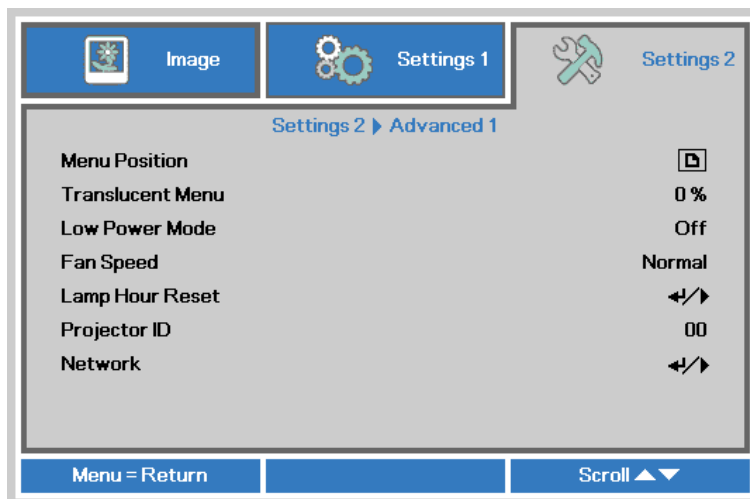 Image
Settings 1
Settings 2
Settings 2 ▶ Advanced 1
Menu Position
Translucent Menu 0 %
Low Power Mode Off
Fan Speed Normal
Lamp Hour Reset ↵/▶
Projector ID 00
Network ↵/▶
Menu = Return
Scroll ▲▼